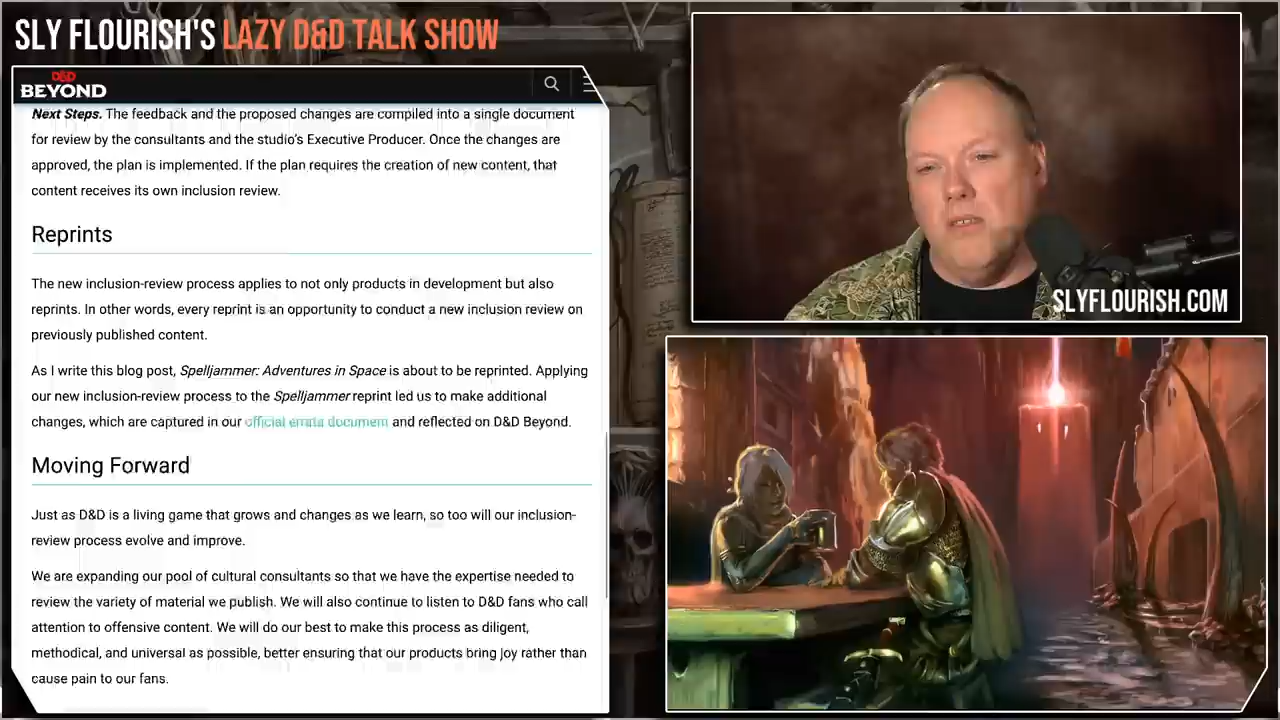 SLY FLOURISH'S LAZY D&D TALK SHOW
D&D
BEYOND
Next Steps. The feedback and the proposed changes are compiled into a single document
for review by the consultants and the studio's Executive Producer. Once the changes are
approved, the plan is implemented. If the plan requires the creation of new content, that
content receives its own inclusion review.
Reprints
The new inclusion-review process applies to not only products in development but also
reprints. In other words, every reprint is an opportunity to conduct a new inclusion review on
previously published content.
As I write this blog post, Spelljammer: Adventures in Space is about to be reprinted. Applying
our new inclusion-review process to the Spelljammer reprint led us to make additional
changes, which are captured in our official errata document and reflected on D&D Beyond.
Moving Forward
Just as D&D is a living game that grows and changes as we learn, so too will our inclusion-
review process evolve and improve.
We are expanding our pool of cultural consultants so that we have the expertise needed to
review the variety of material we publish. We will also continue to listen to D&D fans who call
attention to offensive content. We will do our best to make this process as diligent,
methodical, and universal as possible, better ensuring that our products bring joy rather than
cause pain to our fans.
SLYFLOURISH.COM